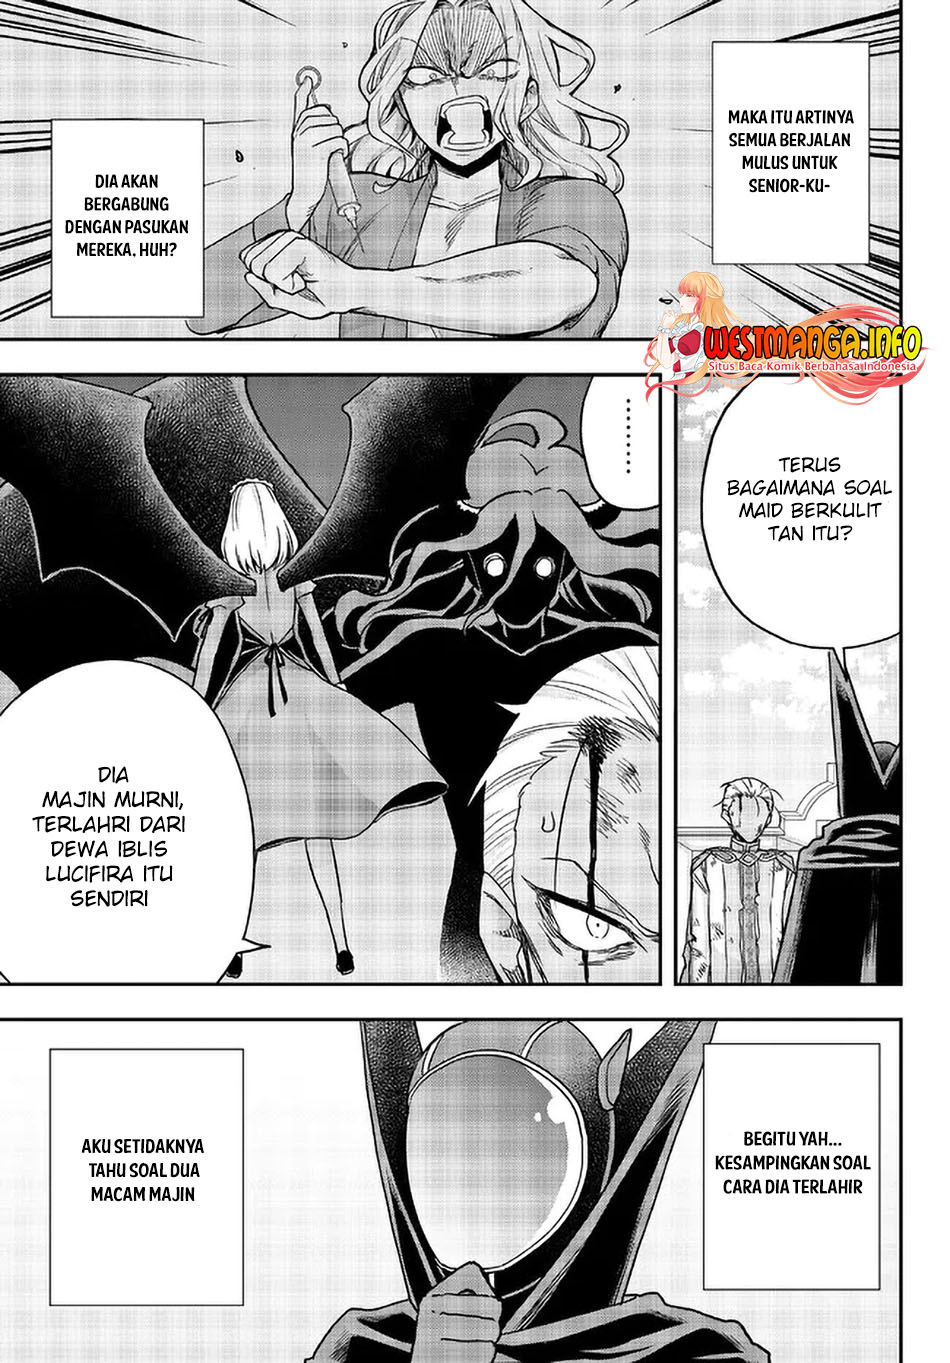 MAKA ITU ARTINYA
SEMUA BERJALAN
MULUS UNTUK
SENIOR-KU-
DIA AKAN
BERGABUNG
DENGAN PASUKAN
MEREKA, HUH?
WESTMANGA.INFO
Situs Baca Komik Berbahasa Indonesia
TERUS
BAGAIMANA SOAL
MAID BERKULIT
TAN ITU?
........
DIA
MAJIN MURNI,
TERLAHRI DARI
DEWA IBLIS
LUCIFIRA ITU
SENDIRI
BEGITU YAH...
KESAMPINGKAN SOAL
CARA DIA TERLAHIR
AKU SETIDAKNYA
TAHU SOAL DUA
MACAM MAJIN